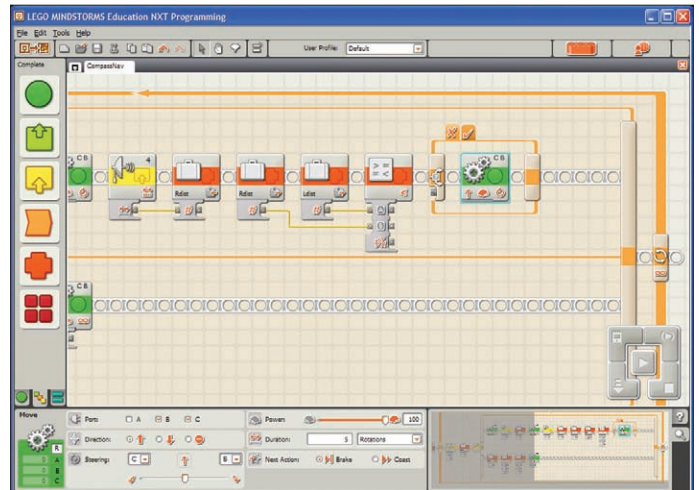 LEGO MINDSTORMS Education NXT Programming
File Edit Tools Help
User Profile: Default
Complete
CompassNav
C B
4
C B
C B
Move
Port: A B C
Power: 100
Direction:
Duration: 5 Rotations
Steering: C B
Next Action: Brake Coast
R
A
B
C